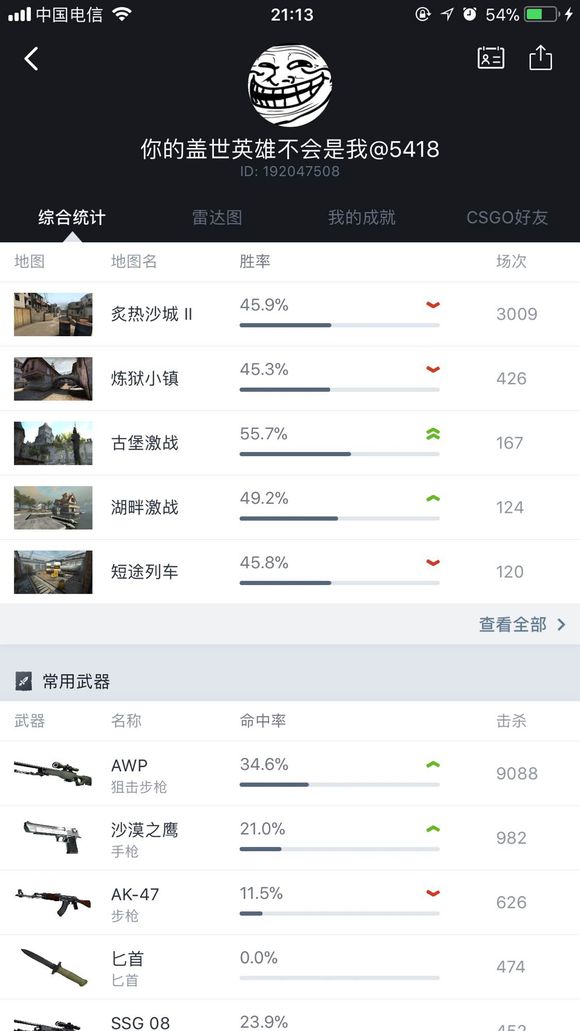 中国电信 21:13 54%
你的盖世英雄不会是我@5418
ID: 192047508
综合统计 雷达图 我的成就 CSGO好友
地图 地图名 胜率 场次
炙热沙城 II 45.9% 3009
炼狱小镇 45.3% 426
古堡激战 55.7% 167
湖畔激战 49.2% 124
短途列车 45.8% 120
查看全部
常用武器
武器 名称 命中率 击杀
AWP 34.6% 9088
狙击步枪
沙漠之鹰 21.0% 982
手枪
AK-47 11.5% 626
步枪
匕首 0.0% 474
匕首
SSG 08 23.9% 452